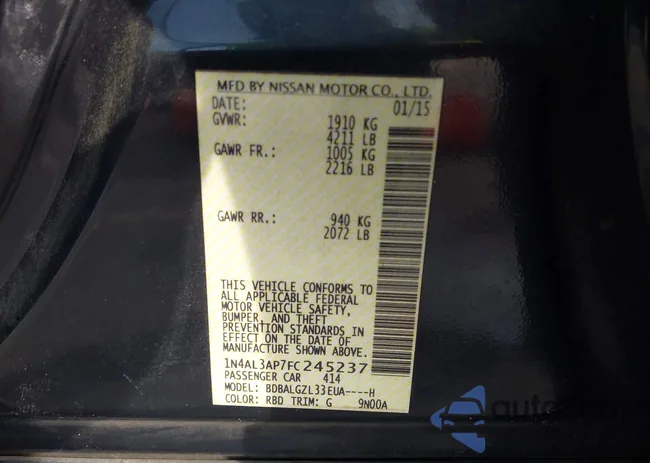 MFD BY NISSAN MOTOR CO., LTD.
DATE: 01/15
GVWR: 1910 KG
4211 LB
GAWR FR.: 1005 KG
2216 LB
GAWR RR.: 940 KG
2072 LB
THIS VEHICLE CONFORMS TO
ALL APPLICABLE FEDERAL
MOTOR VEHICLE SAFETY,
BUMPER, AND THEFT
PREVENTION STANDARDS IN
EFFECT ON THE DATE OF
MANUFACTURE SHOWN ABOVE.
1N4AL3AP7FC245237
PASSENGER CAR 414
MODEL: BDBALGZL33EUA----H
COLOR: RBD TRIM: G 9N00A